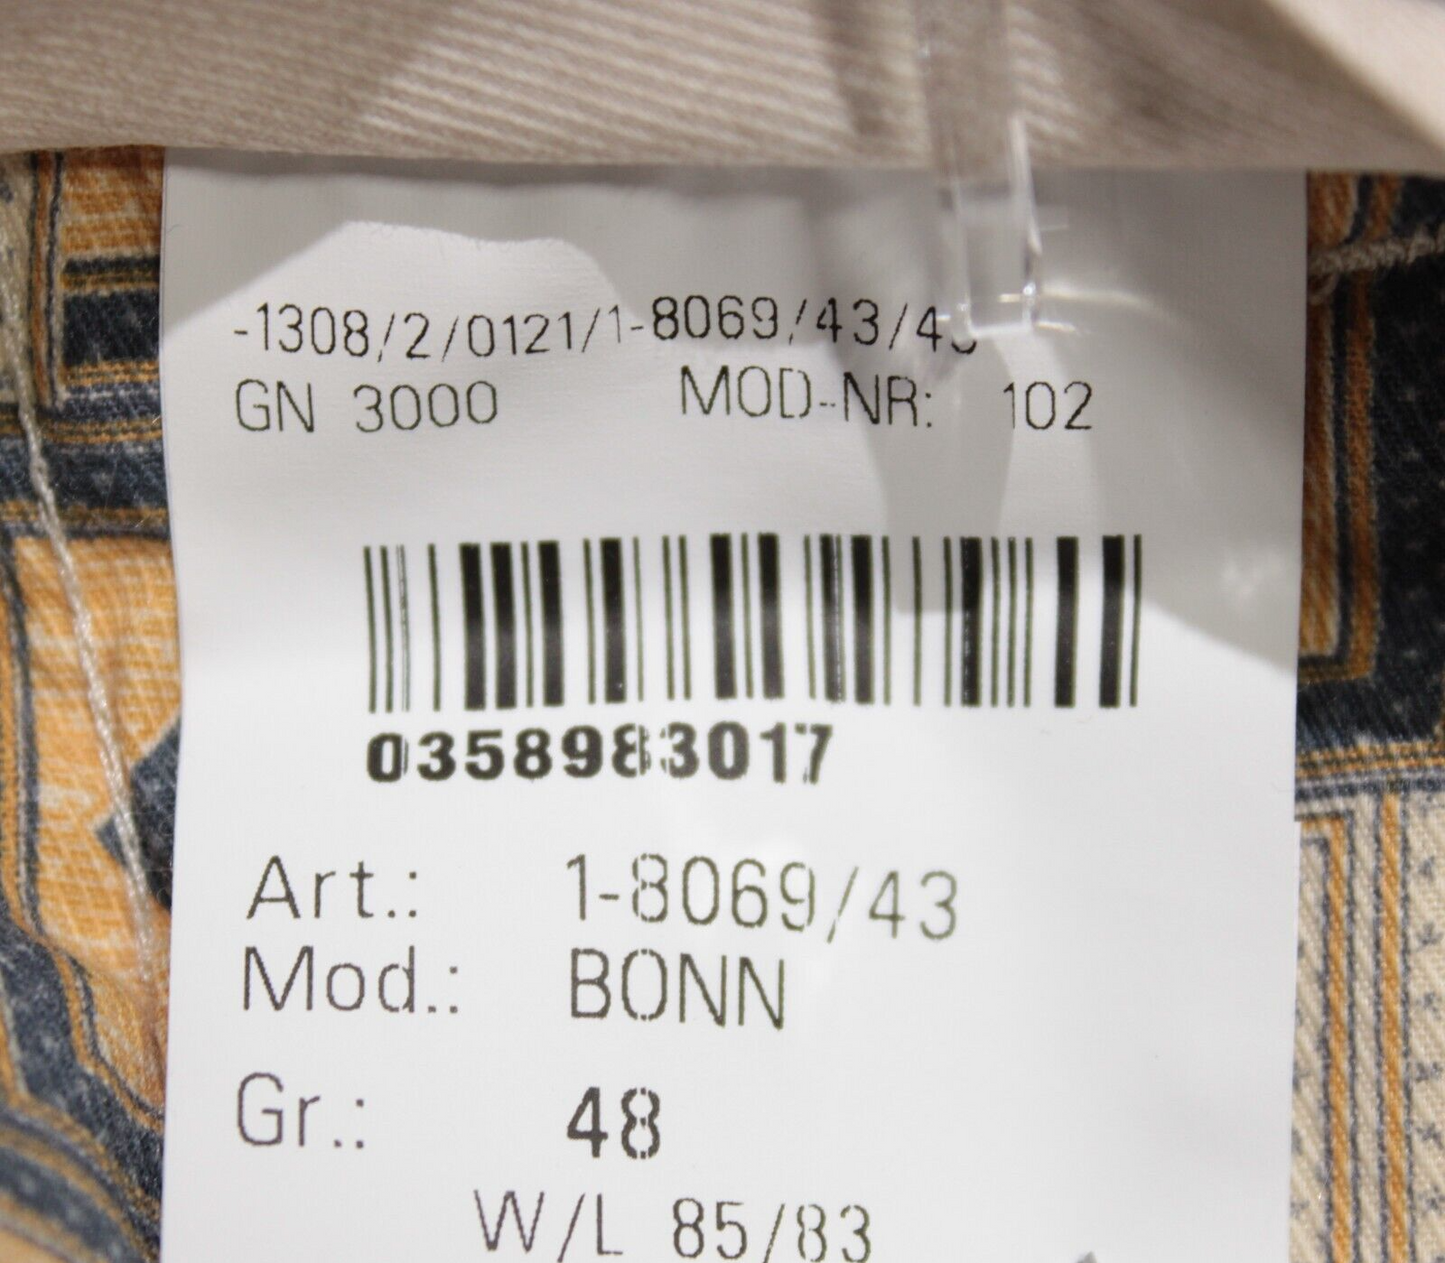 -1308/2/0121/1-8069/43/4
GN 3000 MOD-NR: 102
0358983017
Art.: 1-8069/43
Mod.: BONN
Gr.: 48
W/L 85/83